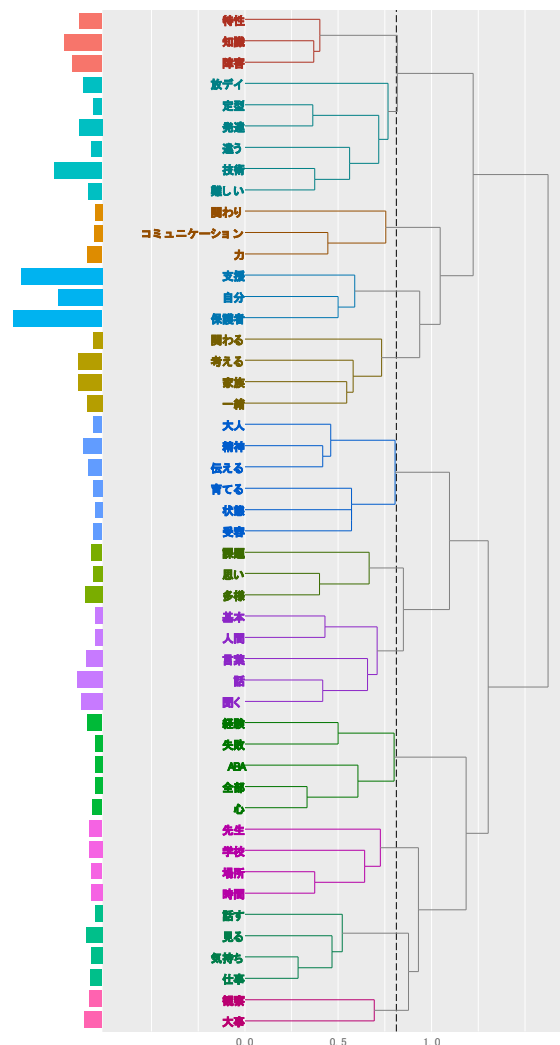 特性
知識
障害
放デイ
定型
発達
違う
技術
難しい
関わり
コミュニケーション
力
支援
自分
保護者
関わる
考える
家族
一緒
大人
精神
伝える
育てる
状態
受容
課題
思い
多様
基本
人間
言葉
話
聞く
経験
失敗
ABA
全部
心
先生
学校
場所
時間
話す
見る
気持ち
仕事
観察
大事
0.0 0.5 1.0